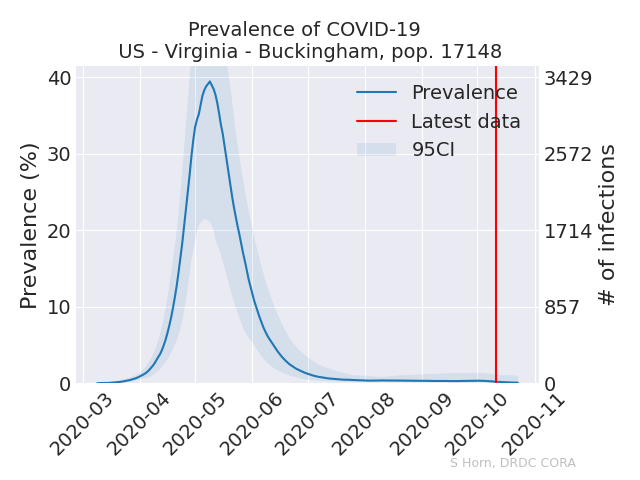 Prevalence of COVID-19
US - Virginia - Buckingham, pop. 17148
Prevalence (%)
40
30
20
10
0
Prevalence
Latest data
95CI
3429
2572
1714
857
0
# of infections
2020-03
2020-04
2020-05
2020-06
2020-07
2020-08
2020-09
2020-10
2020-11
S Horn, DRDC CORA